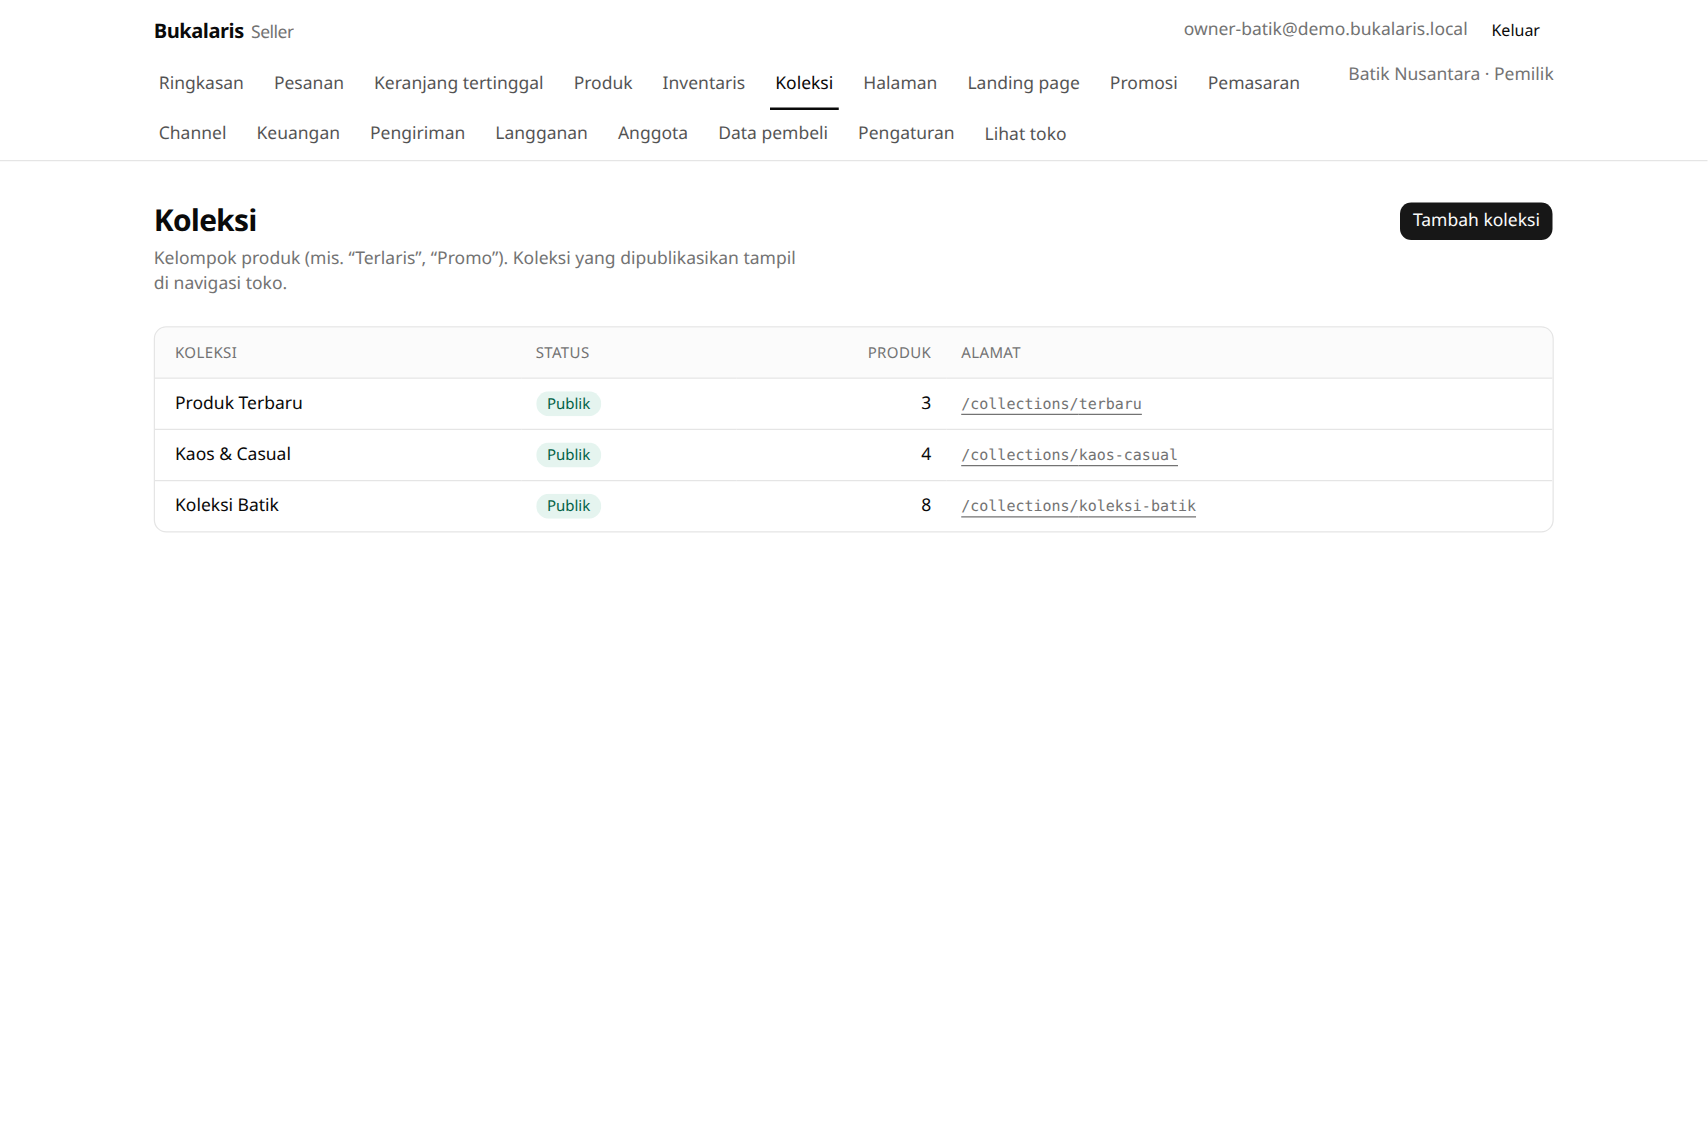 Bukalaris Seller
owner-batik@demo.bukalaris.local Keluar
Ringkasan Pesanan Keranjang tertinggal Produk Inventaris Koleksi Halaman Landing page Promosi Pemasaran
Batik Nusantara · Pemilik
Channel Keuangan Pengiriman Langganan Anggota Data pembeli Pengaturan Lihat toko
Koleksi
Tambah koleksi
Kelompok produk (mis. “Terlaris”, “Promo”). Koleksi yang dipublikasikan tampil
di navigasi toko.
KOLEKSI STATUS PRODUK ALAMAT
Produk Terbaru Publik 3 /collections/terbaru
Kaos & Casual Publik 4 /collections/kaos-casual
Koleksi Batik Publik 8 /collections/koleksi-batik